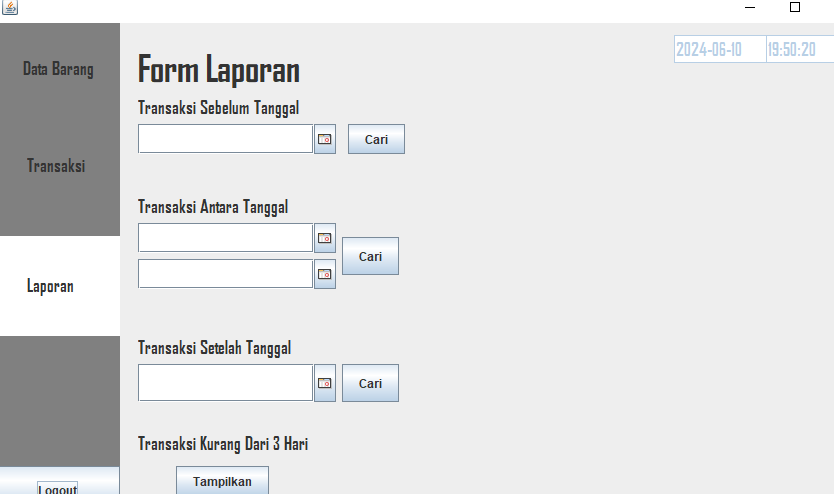 2024-06-10 19:50:20
Data Barang
Transaksi
Laporan
Logout
Form Laporan
Transaksi Sebelum Tanggal
Cari
Transaksi Antara Tanggal
Cari
Transaksi Setelah Tanggal
Cari
Transaksi Kurang Dari 3 Hari
Tampilkan